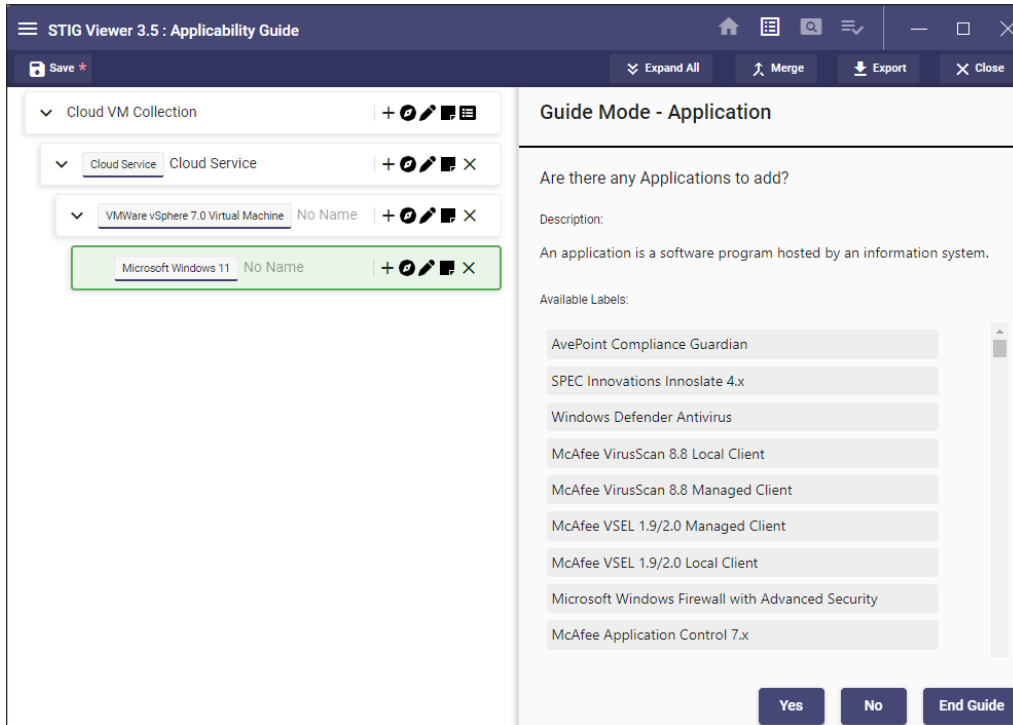 STIG Viewer 3.5 : Applicability Guide
Save *
Expand All
Merge
Export
Close
Cloud VM Collection
Cloud Service Cloud Service
VMWare vSphere 7.0 Virtual Machine No Name
Microsoft Windows 11 No Name
Guide Mode - Application
Are there any Applications to add?
Description:
An application is a software program hosted by an information system.
Available Labels:
AvePoint Compliance Guardian
SPEC Innovations Innoslate 4.x
Windows Defender Antivirus
McAfee VirusScan 8.8 Local Client
McAfee VirusScan 8.8 Managed Client
McAfee VSEL 1.9/2.0 Managed Client
McAfee VSEL 1.9/2.0 Local Client
Microsoft Windows Firewall with Advanced Security
McAfee Application Control 7.x
Yes
No
End Guide